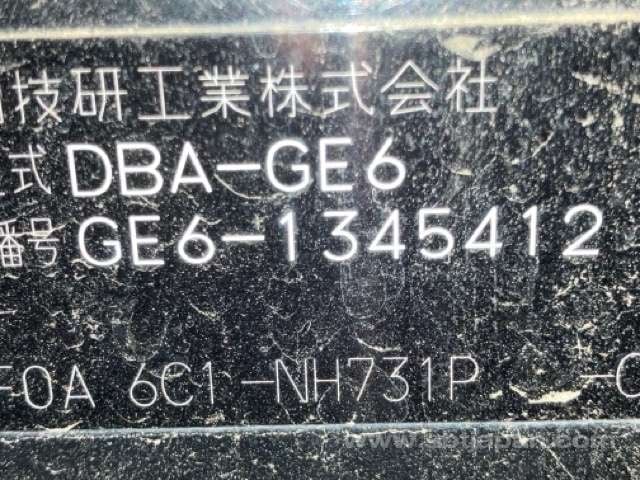 技研工業株式会社
式 DBA-GE6
番号 GE6-1345412
F0A 6C1-NH731P -C